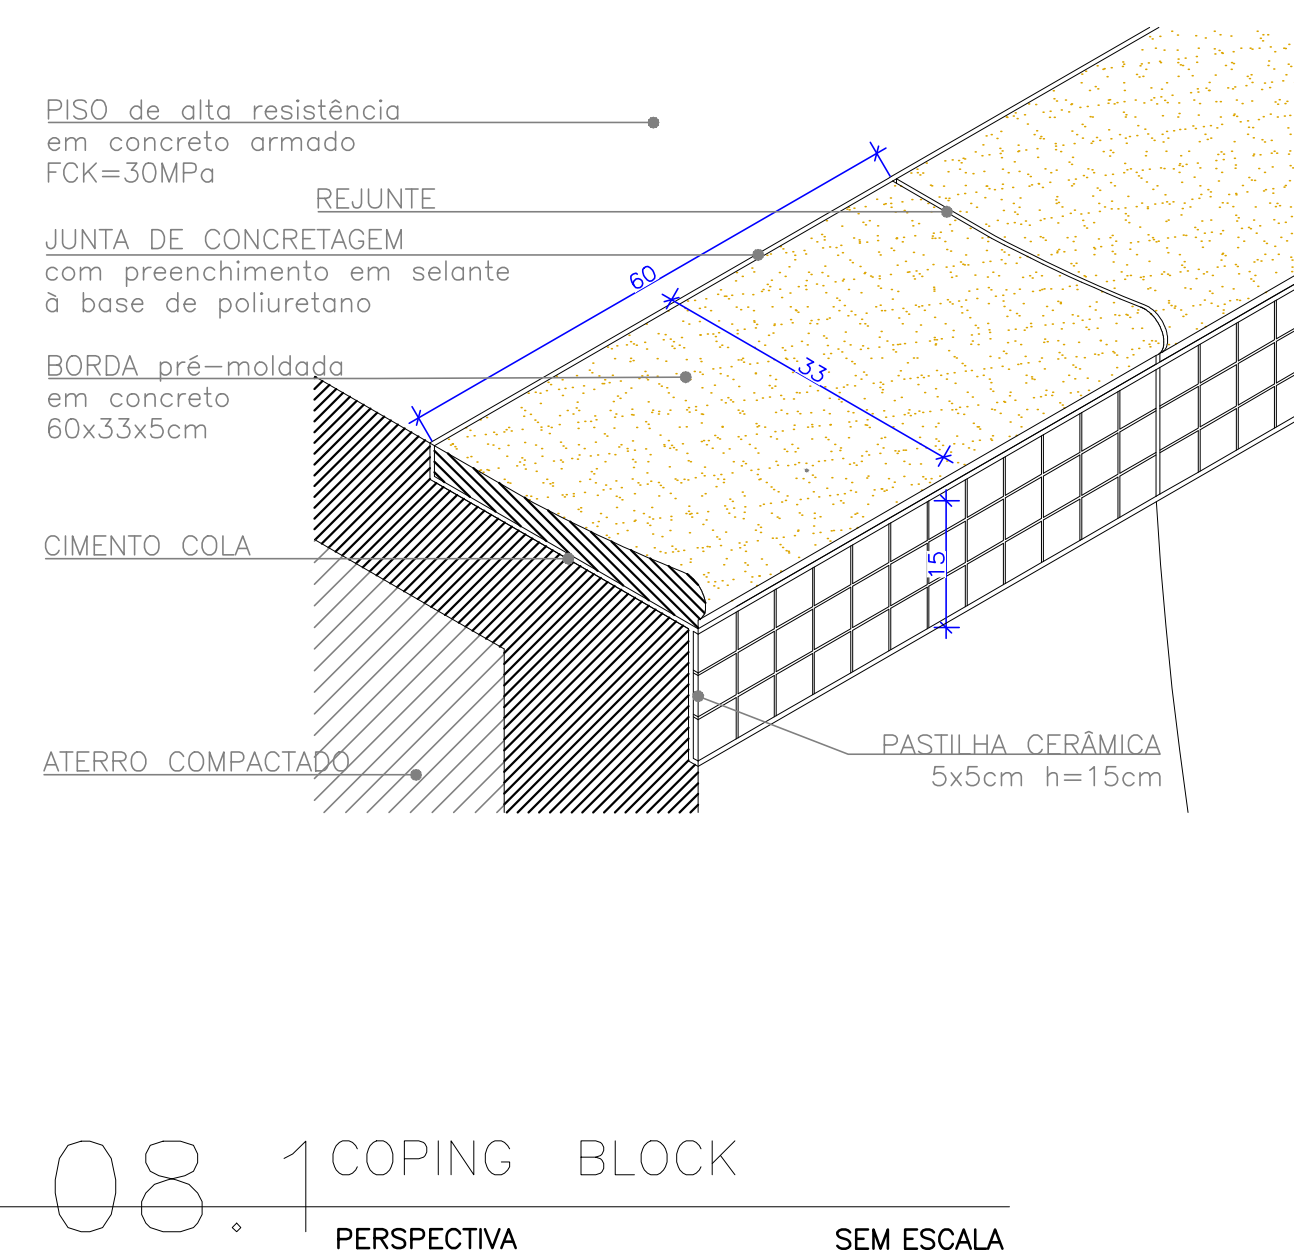 PISO de alta resistência
em concreto armado
FCK=30MPa
REJUNTE
JUNTA DE CONCRETAGEM
com preenchimento em selante
à base de poliuretano
60
BORDA pré-moldada
em concreto
60x33x5cm
33
CIMENTO COLA
15
ATERRO COMPACTADO
PASTILHA CERÂMICA
5x5cm h=15cm
08.1 COPING BLOCK
PERSPECTIVA SEM ESCALA